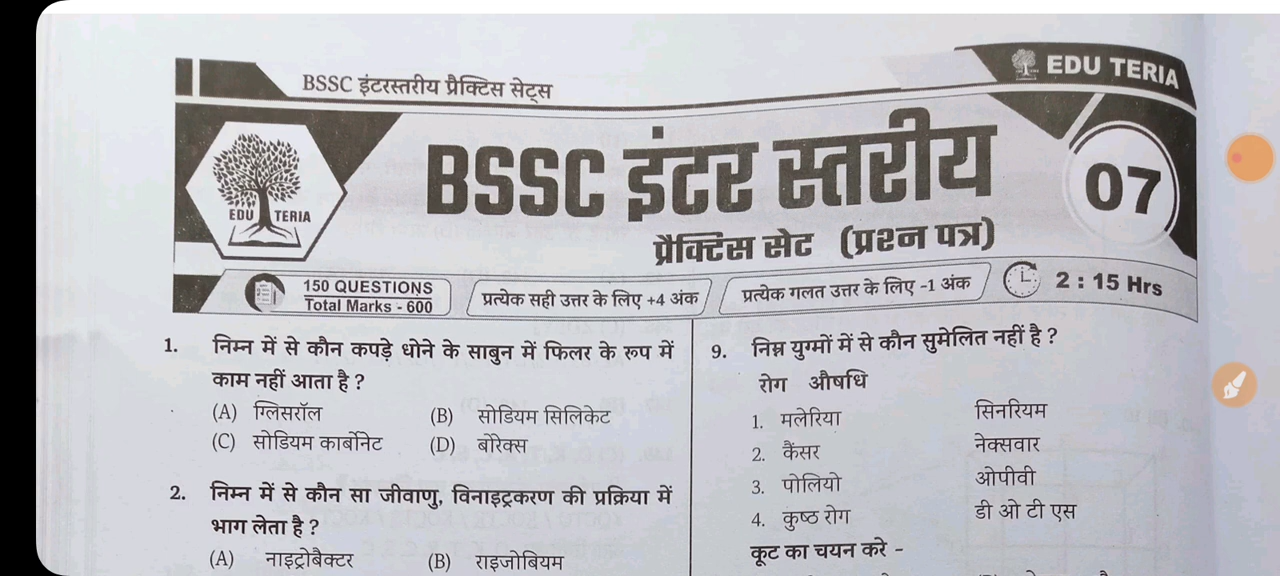 BSSC इंटरस्तरीय प्रैक्टिस सेट्स
EDU TERIA
EDU TERIA
BSSC इंटर स्तरीय
07
प्रैक्टिस सेट (प्रश्न पत्र)
150 QUESTIONS
Total Marks - 600
प्रत्येक सही उत्तर के लिए +4 अंक
प्रत्येक गलत उत्तर के लिए -1 अंक
2 : 15 Hrs
1. निम्न में से कौन कपड़े धोने के साबुन में फिलर के रूप में
काम नहीं आता है ?
(A) ग्लिसरॉल (B) सोडियम सिलिकेट
(C) सोडियम कार्बोनेट (D) बोरेक्स
2. निम्न में से कौन सा जीवाणु, विनाइट्रकरण की प्रक्रिया में
भाग लेता है ?
(A) नाइट्रोबैक्टर (B) राइजोबियम
9. निम्न युग्मों में से कौन सुमेलित नहीं है ?
रोग औषधि
1. मलेरिया सिनरियम
2. कैंसर नेक्सवार
3. पोलियो ओपीवी
4. कुष्ठ रोग डी ओ टी एस
कूट का चयन करे -